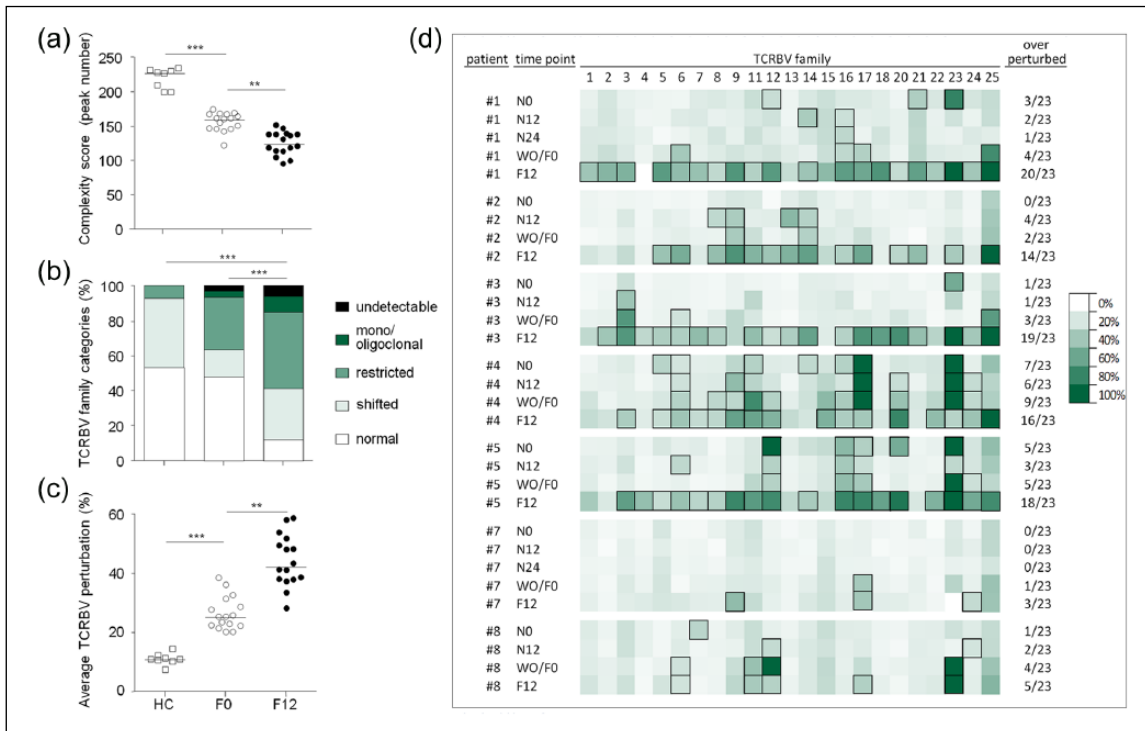 (a)
***
**
250
200
150
100
50
0
Complexity score (peak number)
(b)
***
***
100
80
60
40
20
0
TCRBV family categories (%)
undetectable
mono/
oligoclonal
restricted
shifted
normal
(c)
**
***
60
40
20
0
Average TCRBV perturbation (%)
HC F0 F12
(d)
over
patient time point TCRBV family perturbed
1 2 3 4 5 6 7 8 9 11 12 13 14 15 16 17 18 20 21 22 23 24 25
#1 N0 3/23
#1 N12 2/23
#1 N24 1/23
#1 WO/F0 4/23
#1 F12 20/23
#2 N0 0/23
#2 N12 4/23
#2 WO/F0 2/23
#2 F12 14/23
#3 N0 1/23
#3 N12 1/23
#3 WO/F0 3/23
#3 F12 19/23
#4 N0 7/23
#4 N12 6/23
#4 WO/F0 9/23
#4 F12 16/23
#5 N0 5/23
#5 N12 3/23
#5 WO/F0 5/23
#5 F12 18/23
#7 N0 0/23
#7 N12 0/23
#7 N24 0/23
#7 WO/F0 1/23
#7 F12 3/23
#8 N0 1/23
#8 N12 2/23
#8 WO/F0 4/23
#8 F12 5/23
0%
20%
40%
60%
80%
100%